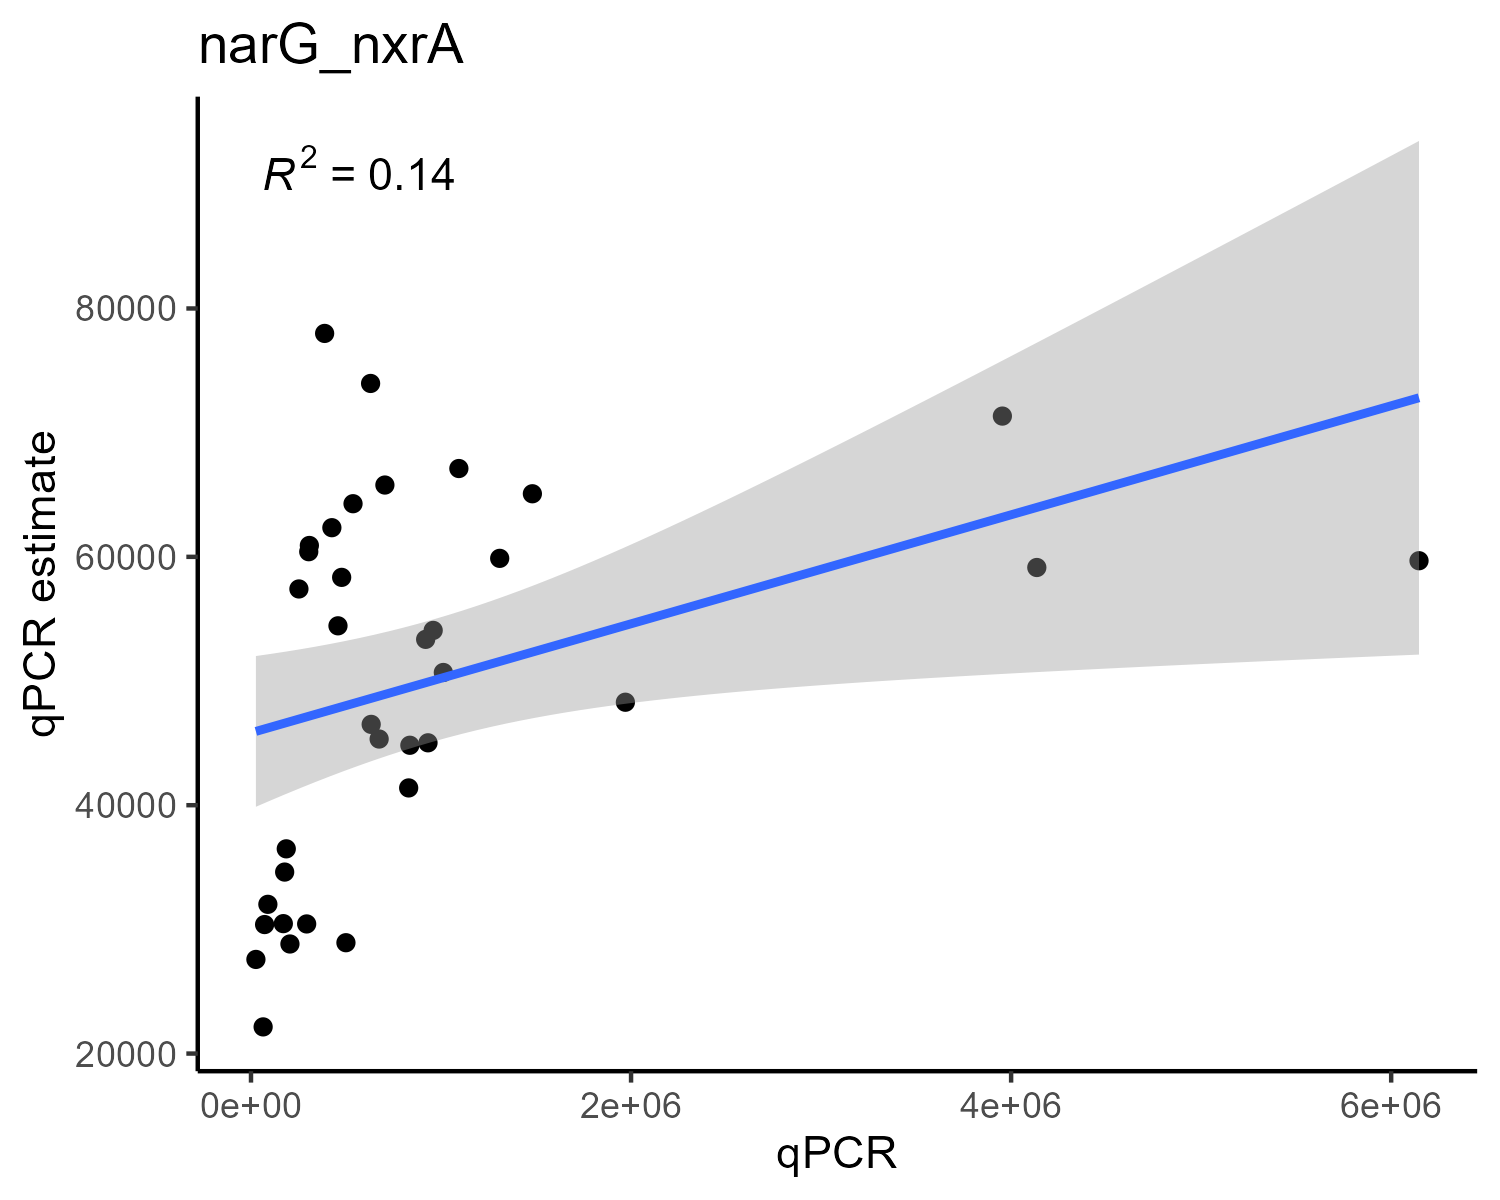 narG_nxrA
R² = 0.14
80000
60000
40000
20000
qPCR estimate
0e+00 2e+06 4e+06 6e+06
qPCR